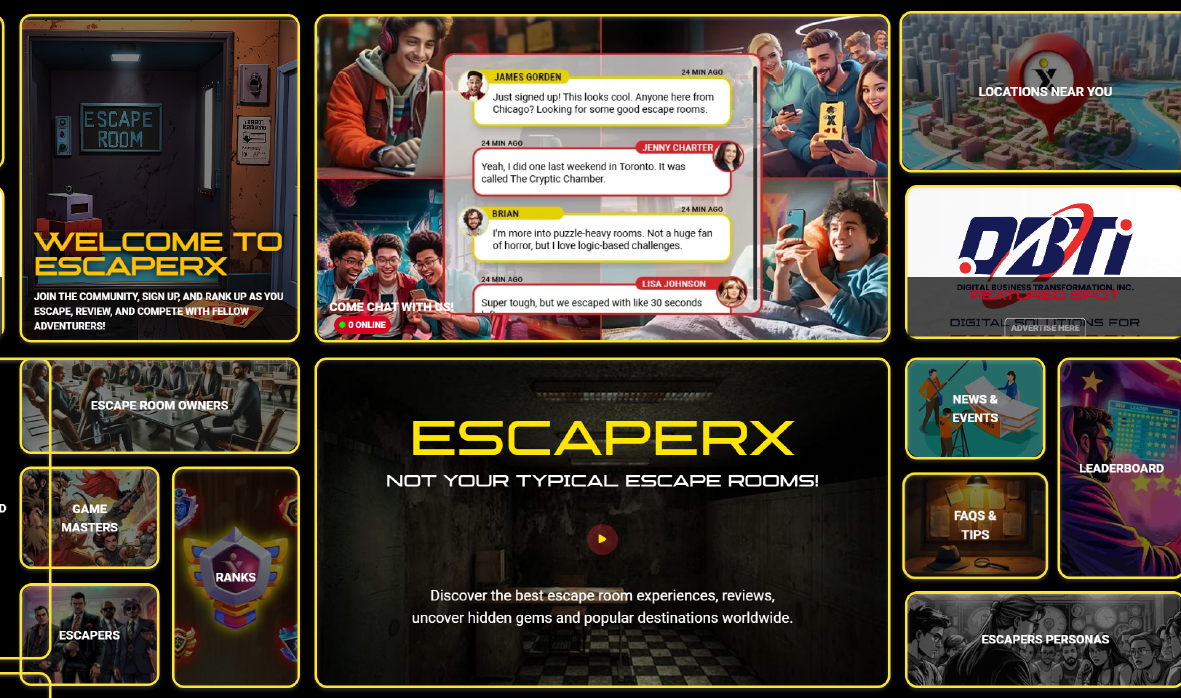 ESCAPE
ROOM
WELCOME TO
ESCAPERX
JOIN THE COMMUNITY, SIGN UP, AND RANK UP AS YOU
ESCAPE, REVIEW, AND COMPETE WITH FELLOW
ADVENTURERS!
JAMES GORDEN
24 MIN AGO
Just signed up! This looks cool. Anyone here from
Chicago? Looking for some good escape rooms.
24 MIN AGO
JENNY CHARTER
Yeah, I did one last weekend in Toronto. It was
called The Cryptic Chamber.
BRIAN
24 MIN AGO
I'm more into puzzle-heavy rooms. Not a huge fan
of horror, but I love logic-based challenges.
24 MIN AGO
LISA JOHNSON
Super tough, but we escaped with like 30 seconds
COME CHAT WITH US!
0 ONLINE
LOCATIONS NEAR YOU
DBTi
DIGITAL BUSINESS TRANSFORMATION, INC.
FEATURED SPOT
DIGITAL SOLUTIONS FOR
ADVERTISE HERE
D
ESCAPE ROOM OWNERS
GAME
MASTERS
RANKS
ESCAPERS
ESCAPERX
NOT YOUR TYPICAL ESCAPE ROOMS!
Discover the best escape room experiences, reviews,
uncover hidden gems and popular destinations worldwide.
NEWS &
EVENTS
LEADER
LEADERBOARD
FAQS &
TIPS
ESCAPERS PERSONAS